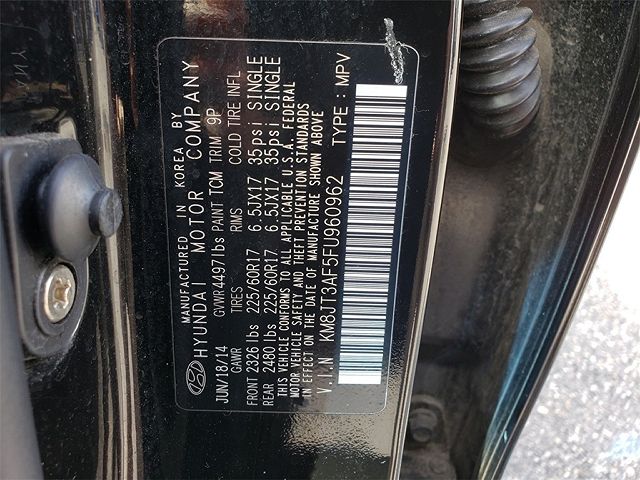 MANUFACTURED IN KOREA BY
HYUNDAI MOTOR COMPANY
JUN/18/14 GVWR 4497lbs PAINT TCM TRIM 9P
GAWR TIRES RIMS COLD TIRE INFL
FRONT 2326 lbs 225/60R17 6.5JX17 35psi SINGLE
REAR 2480 lbs 225/60R17 6.5JX17 35psi SINGLE
THIS VEHICLE CONFORMS TO ALL APPLICABLE U.S.A. FEDERAL
MOTOR VEHICLE SAFETY AND THEFT PREVENTION STANDARDS
IN EFFECT ON THE DATE OF MANUFACTURING SHOWN ABOVE
V.I.N KM8JT3AF5FU960962 TYPE : MPV